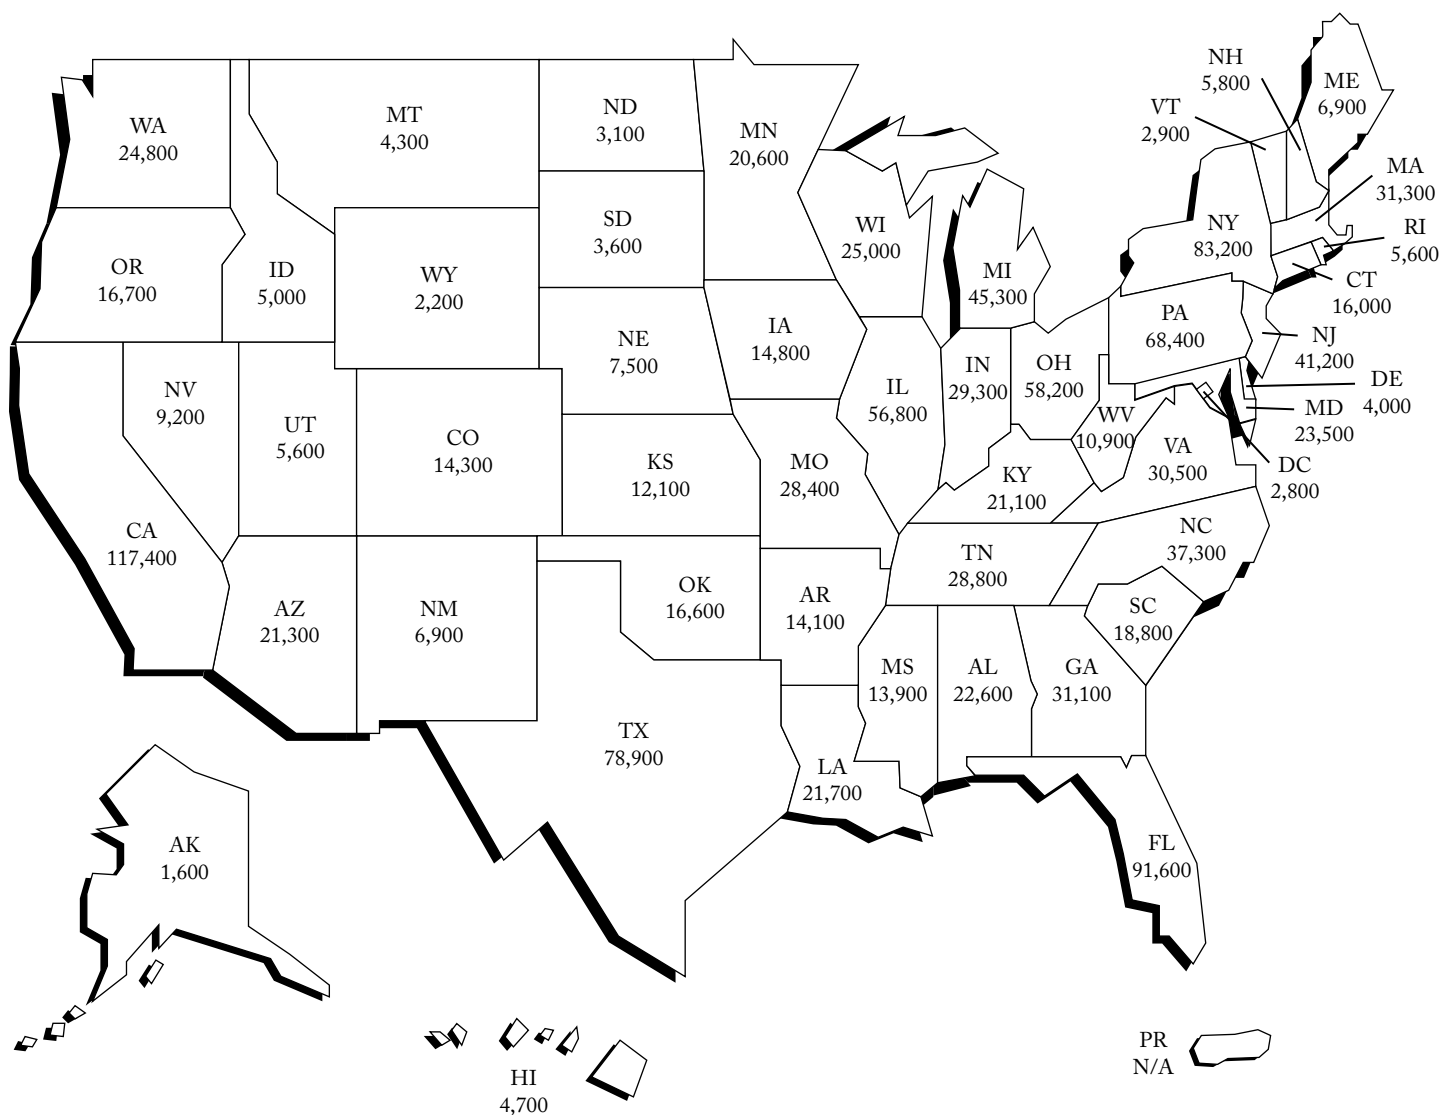 NH
5,800
ME
6,900
VT
2,900
WA
24,800
MT
4,300
ND
3,100
MN
20,600
MA
31,300
SD
3,600
WI
25,000
NY
83,200
RI
5,600
OR
16,700
ID
5,000
WY
2,200
MI
45,300
CT
16,000
NE
7,500
IA
14,800
PA
68,400
NJ
41,200
NV
9,200
IL
56,800
IN
29,300
OH
58,200
DE
4,000
UT
5,600
CO
14,300
WV
10,900
MD
23,500
KS
12,100
MO
28,400
KY
21,100
VA
30,500
DC
2,800
CA
117,400
TN
28,800
NC
37,300
AZ
21,300
NM
6,900
OK
16,600
AR
14,100
SC
18,800
MS
13,900
AL
22,600
GA
31,100
TX
78,900
LA
21,700
AK
1,600
FL
91,600
HI
4,700
PR
N/A